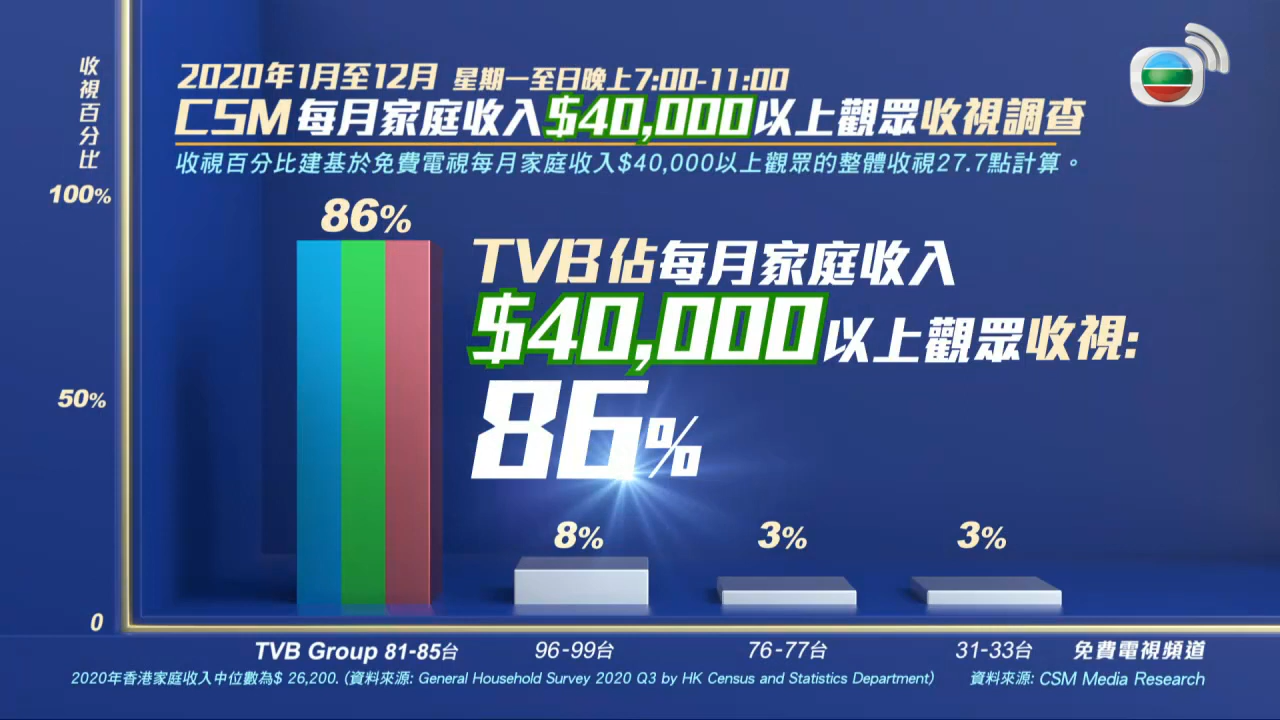 收視百分比
2020年1月至12月 星期一至日晚上7:00-11:00
CSM每月家庭收入$40,000以上觀眾收視調查
收視百分比建基於免費電視每月家庭收入$40,000以上觀眾的整體收視27.7點計算。
100%
86%
TVB佔每月家庭收入
$40,000以上觀眾收視:
86%
50%
8%
3%
3%
0
TVB Group 81-85台
96-99台
76-77台
31-33台
免費電視頻道
2020年香港家庭收入中位數為$ 26,200. (資料來源: General Household Survey 2020 Q3 by HK Census and Statistics Department)
資料來源: CSM Media Research